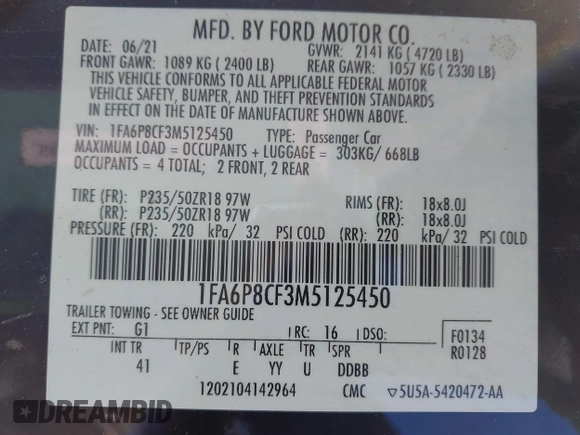 MFD. BY FORD MOTOR CO.
DATE: 06/21 GVWR: 2141 KG ( 4720 LB)
FRONT GAWR: 1089 KG ( 2400 LB) REAR GAWR: 1057 KG ( 2330 LB)
THIS VEHICLE CONFORMS TO ALL APPLICABLE FEDERAL MOTOR
VEHICLE SAFETY, BUMPER, AND THEFT PREVENTION STANDARDS
IN EFFECT ON THE DATE OF MANUFACTURE SHOWN ABOVE.
VIN: 1FA6P8CF3M5125450 TYPE: Passenger Car
MAXIMUM LOAD = OCCUPANTS + LUGGAGE = 303KG/ 668LB
OCCUPANTS = 4 TOTAL; 2 FRONT, 2 REAR
TIRE (FR): P235/50ZR18 97W RIMS (FR): 18x8.0J
(RR): P235/50ZR18 97W (RR): 18x8.0J
PRESSURE (FR): 220 kPa/ 32 PSI COLD (RR): 220 kPa/ 32 PSI COLD
1FA6P8CF3M5125450
TRAILER TOWING - SEE OWNER GUIDE
EXT PNT: G1 RC: 16 DSO: F0134
R0128
INT TR TP/PS R AXLE TR SPR
41 E YY U DDBB
1202104142964 CMC ▽5U5A-5420472-AA
DREAMBID